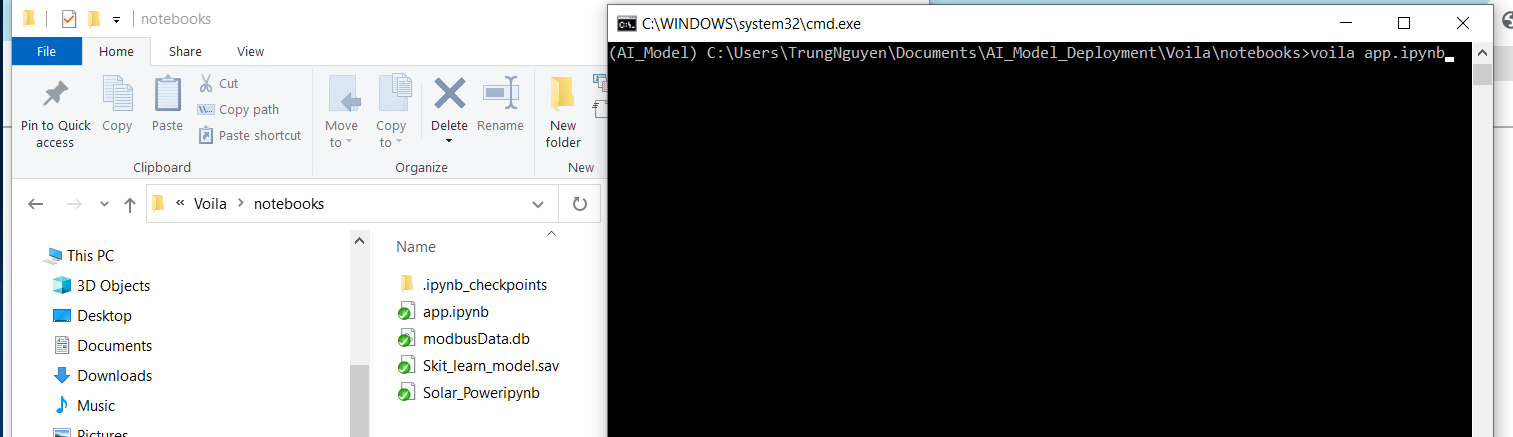 notebooks
File
Home
Share
View
Pin to Quick access
Copy
Paste
Cut
Copy path
Paste shortcut
Clipboard
Move to
Copy to
Delete
Rename
Organize
New folder
New
Voila
notebooks
This PC
3D Objects
Desktop
Documents
Downloads
Music
Pictures
Name
.ipynb_checkpoints
app.ipynb
modbusData.db
Skit_learn_model.sav
Solar_Poweripynb
C:\WINDOWS\system32\cmd.exe
(AI_Model) C:\Users\TrungNguyen\Documents\AI_Model_Deployment\Voila\notebooks>voila app.ipynb